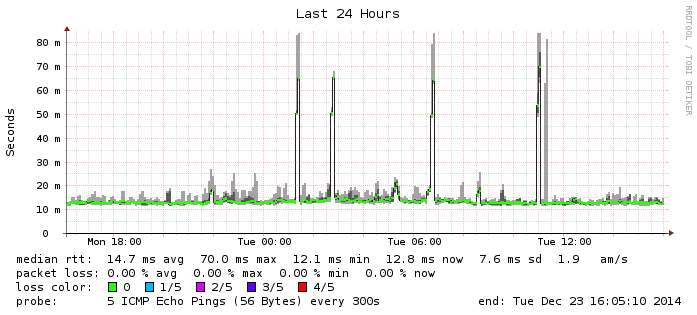 Last 24 Hours
RRDTOOL / TOBI OETIKER
Seconds
80 m
70 m
60 m
50 m
40 m
30 m
20 m
10 m
0
Mon 18:00 Tue 00:00 Tue 06:00 Tue 12:00
median rtt: 14.7 ms avg 70.0 ms max 12.1 ms min 12.8 ms now 7.6 ms sd 1.9 am/s
packet loss: 0.00 % avg 0.00 % max 0.00 % min 0.00 % now
loss color: 0 1/5 2/5 3/5 4/5
probe: 5 ICMP Echo Pings (56 Bytes) every 300s end: Tue Dec 23 16:05:10 2014